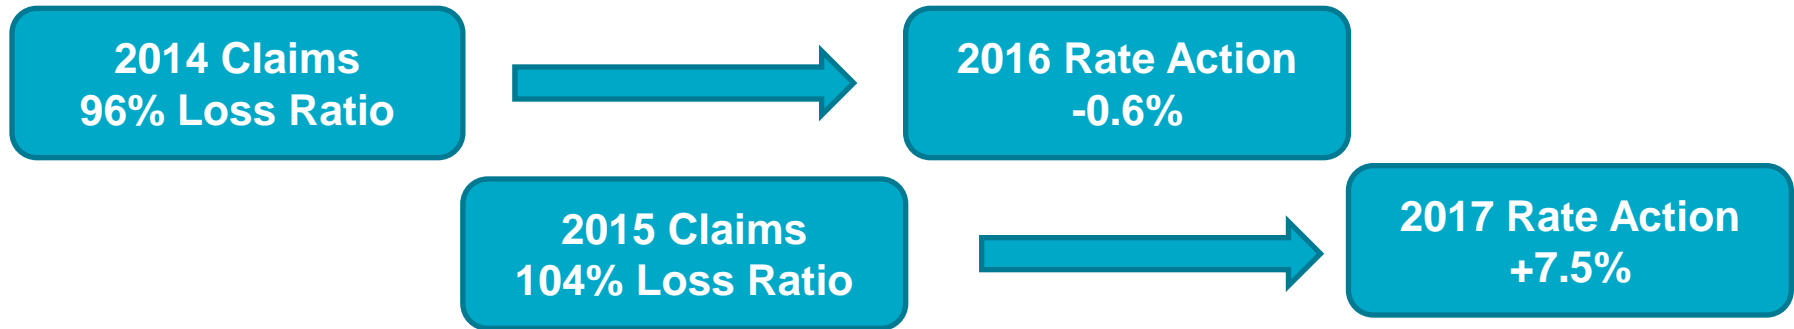 2014 Claims
96% Loss Ratio
2016 Rate Action
-0.6%
2015 Claims
104% Loss Ratio
2017 Rate Action
+7.5%